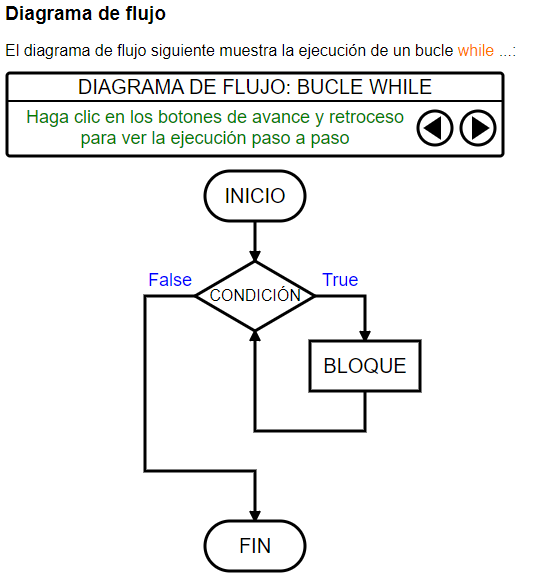 Diagrama de flujo
El diagrama de flujo siguiente muestra la ejecución de un bucle while ...:
DIAGRAMA DE FLUJO: BUCLE WHILE
Haga clic en los botones de avance y retroceso
para ver la ejecución paso a paso
INICIO
False
True
CONDICIÓN
BLOQUE
FIN